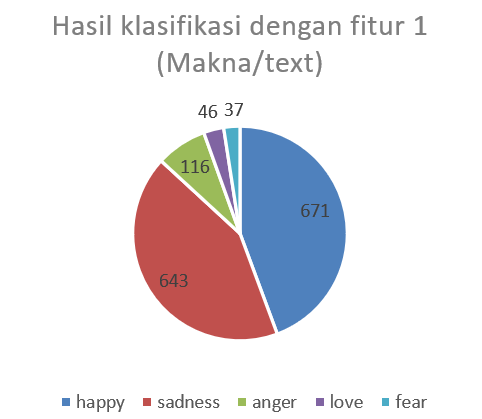 Hasil klasifikasi dengan fitur 1
(Makna/text)
46 37
116
671
643
happy sadness anger love fear